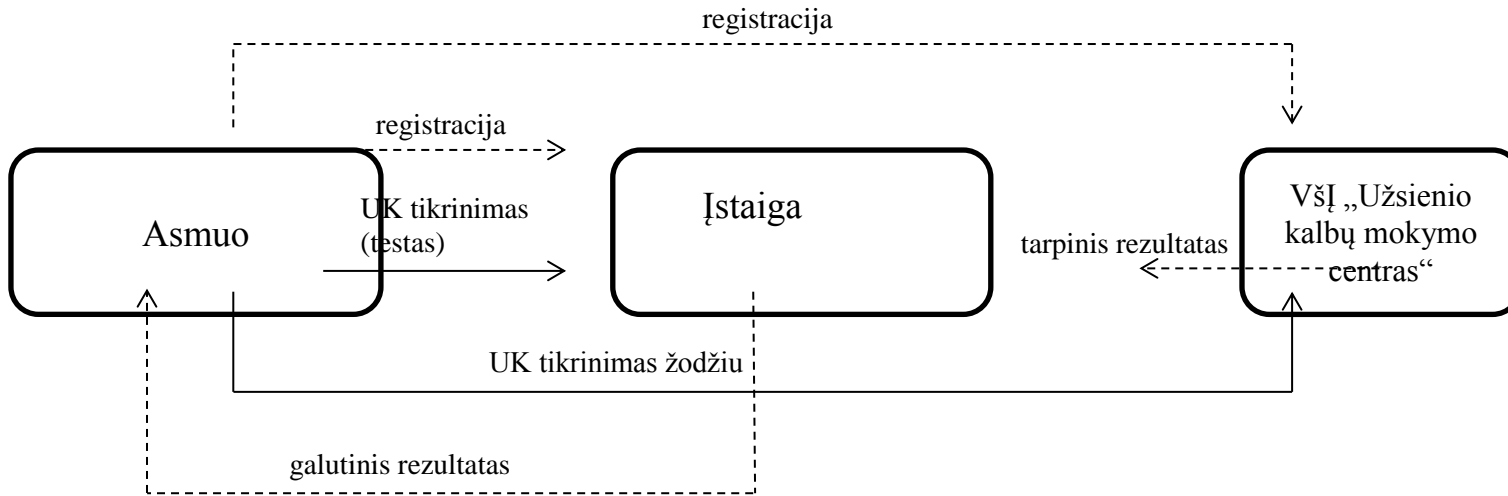 registracija
registracija
Asmuo
UK tikrinimas
(testas)
Įstaiga
tarpinis rezultatas
VšĮ „Užsienio
kalbų mokymo
centras“
UK tikrinimas žodžiu
galutinis rezultatas